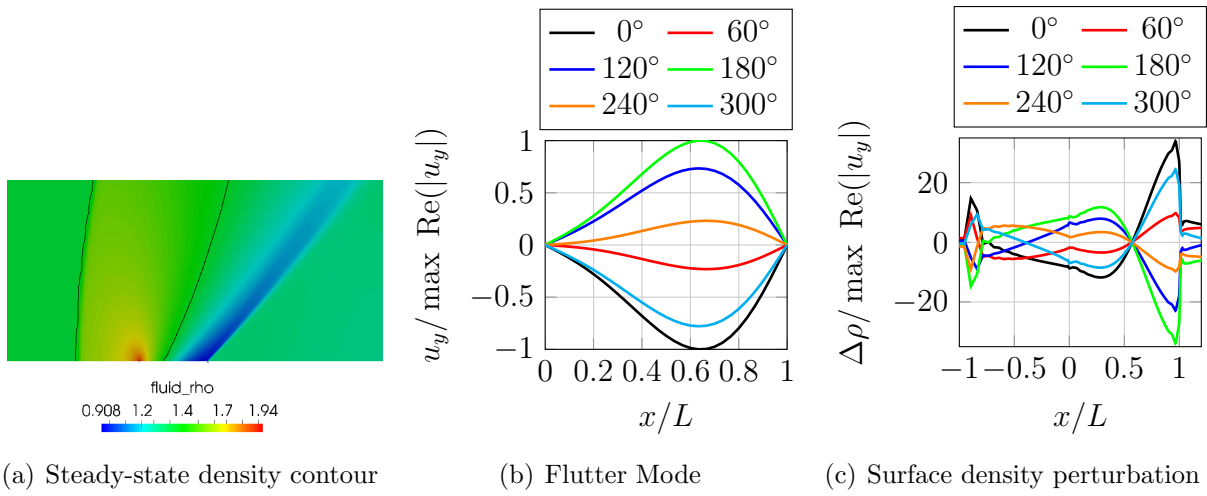 fluid_rho
0.908 1.2 1.4 1.7 1.94
(a) Steady-state density contour
0° 60°
120° 180°
240° 300°
u_y/ max Re(|u_y|)
1
0.5
0
−0.5
−1
0 0.2 0.4 0.6 0.8 1
x/L
(b) Flutter Mode
0° 60°
120° 180°
240° 300°
Δρ/ max Re(|u_y|)
20
0
−20
−1 −0.5 0 0.5 1
x/L
(c) Surface density perturbation